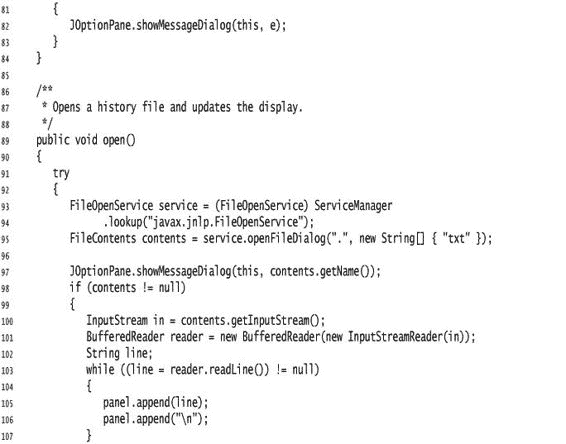 81 {
82 JOptionPane.showMessageDialog(this, e);
83 }
84 }
85
86 /**
87 * Opens a history file and updates the display.
88 */
89 public void open()
90 {
91 try
92 {
93 FileOpenService service = (FileOpenService) ServiceManager
94 .lookup("javax.jnlp.FileOpenService");
95 FileContents contents = service.openFileDialog(".", new String[] { "txt" });
96
97 JOptionPane.showMessageDialog(this, contents.getName());
98 if (contents != null)
99 {
100 InputStream in = contents.getInputStream();
101 BufferedReader reader = new BufferedReader(new InputStreamReader(in));
102 String line;
103 while ((line = reader.readLine()) != null)
104 {
105 panel.append(line);
106 panel.append("\n");
107 }